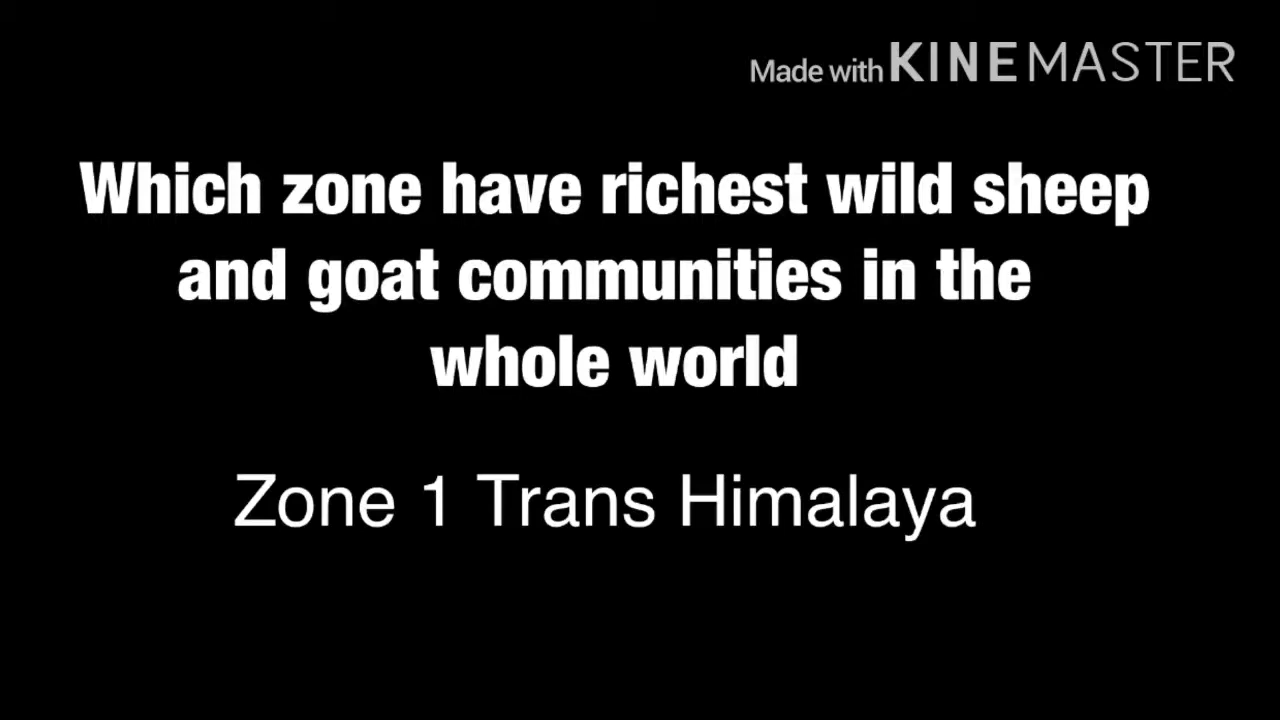 Made with KINEMASTER
Which zone have richest wild sheep
and goat communities in the
whole world
Zone 1 Trans Himalaya